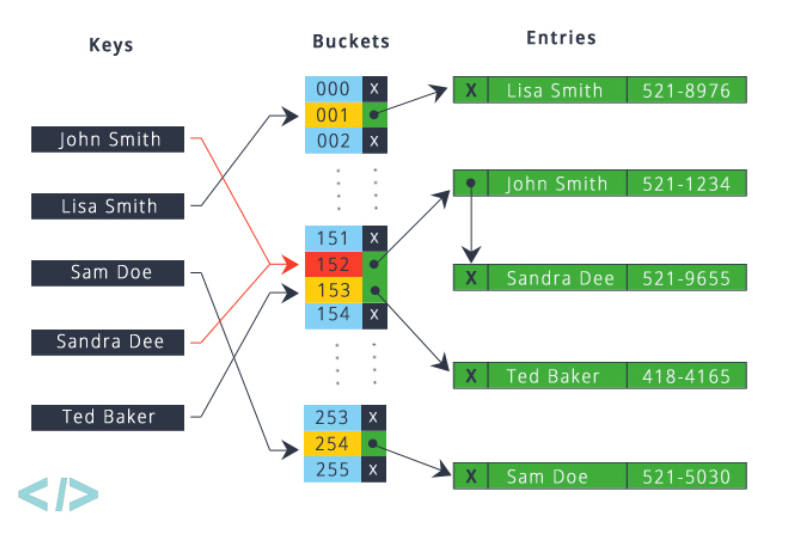 Keys
Buckets
Entries
John Smith
Lisa Smith
Sam Doe
Sandra Dee
Ted Baker
000 X
001
002 X
151 X
152
153
154 X
253 X
254
255 X
X Lisa Smith 521-8976
John Smith 521-1234
X Sandra Dee 521-9655
X Ted Baker 418-4165
X Sam Doe 521-5030
</>